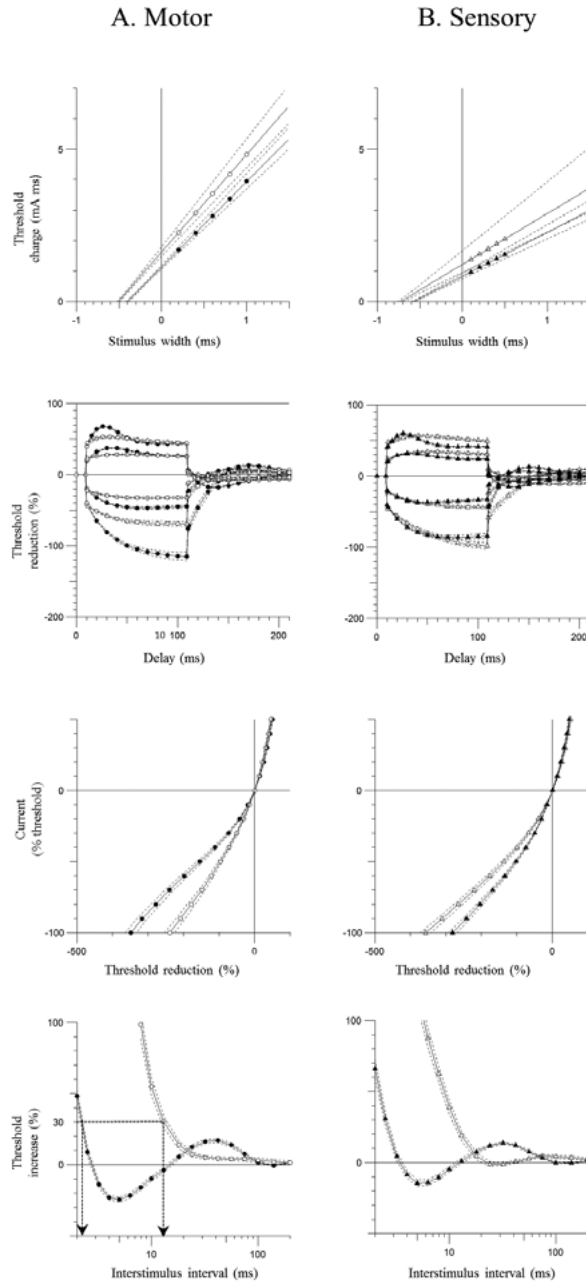 A. Motor
B. Sensory
5
0
Threshold
charge (mA ms)
-1
0
1
Stimulus width (ms)
5
0
-1
0
1
Stimulus width (ms)
100
0
-100
-200
Threshold
reduction (%)
0
10
100
200
Delay (ms)
100
0
-100
-200
0
100
200
Delay (ms)
0
-100
Current
(% threshold)
-500
0
Threshold reduction (%)
0
-100
-500
0
Threshold reduction (%)
100
30
0
Threshold
increase (%)
10
100
Interstimulus interval (ms)
100
0
10
100
Interstimulus interval (ms)